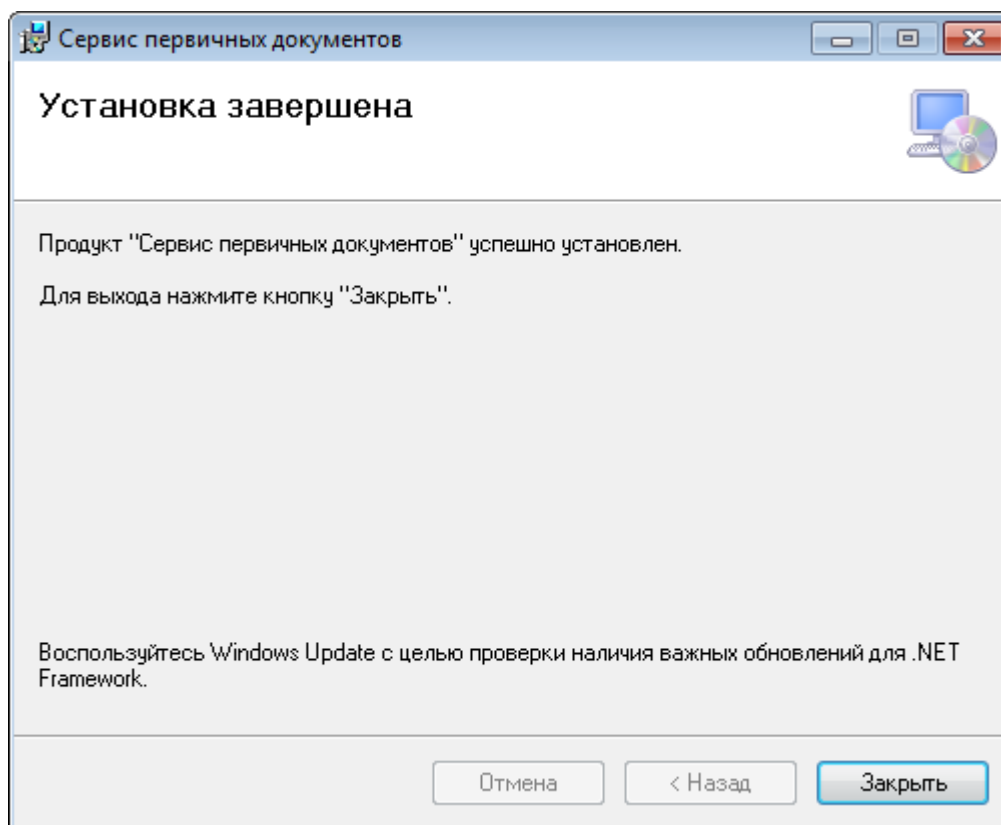 Сервис первичных документов
Установка завершена
Продукт "Сервис первичных документов" успешно установлен.
Для выхода нажмите кнопку "Закрыть".
Воспользуйтесь Windows Update с целью проверки наличия важных обновлений для .NET
Framework.
Отмена
< Назад
Закрыть